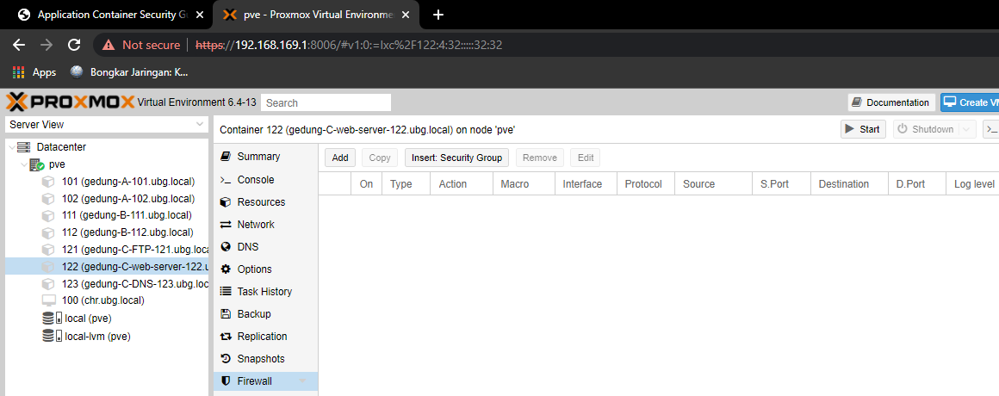 Application Container Security Gu
pve - Proxmox Virtual Environme
Not secure https://192.168.169.1:8006/#v1:0:=lxc%2F122:4:32:::::32:32
Apps Bongkar Jaringan: K...
PROXMOX Virtual Environment 6.4-13 Search Documentation Create VM
Server View
Datacenter
pve
101 (gedung-A-101.ubg.local)
102 (gedung-A-102.ubg.local)
111 (gedung-B-111.ubg.local)
112 (gedung-B-112.ubg.local)
121 (gedung-C-FTP-121.ubg.loca
122 (gedung-C-web-server-122.u
123 (gedung-C-DNS-123.ubg.loc
100 (chr.ubg.local)
local (pve)
local-lvm (pve)
Container 122 (gedung-C-web-server-122.ubg.local) on node 'pve' Start Shutdown
Summary
Console
Resources
Network
DNS
Options
Task History
Backup
Replication
Snapshots
Firewall
Add Copy Insert: Security Group Remove Edit
On Type Action Macro Interface Protocol Source S.Port Destination D.Port Log level